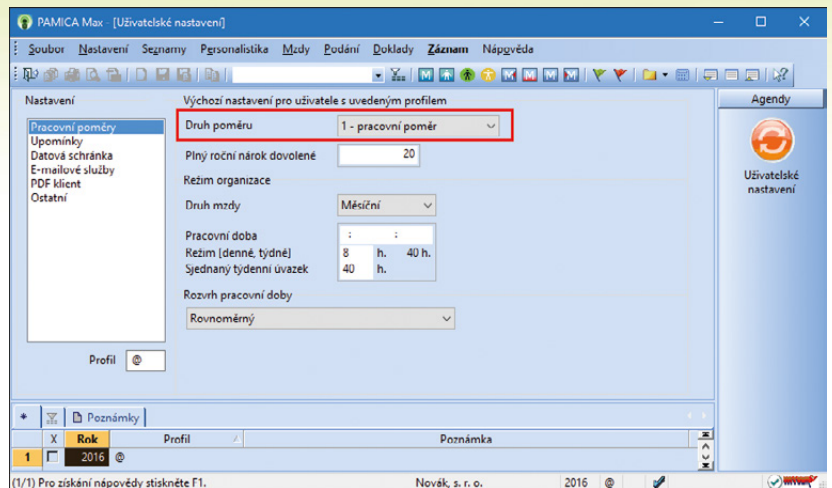 PAMICA Max - [Uživatelské nastavení]
Soubor Nastavení Seznamy Personalistika Mzdy Podání Doklady Záznam Nápověda
Nastavení
Pracovní poměry
Upomínky
Datová schránka
E-mailové služby
PDF klient
Ostatní
Profil @
Výchozí nastavení pro uživatele s uvedeným profilem
Druh poměru 1 - pracovní poměr
Plný roční nárok dovolené 20
Režim organizace
Druh mzdy Měsíční
Pracovní doba : :
Režim [denně, týdně] 8 h. 40 h.
Sjednaný týdenní úvazek 40 h.
Rozvrh pracovní doby
Rovnoměrný
Agendy
Uživatelské
nastavení
* Poznámky
X Rok Profil Poznámka
1 2016 @
(1/1) Pro získání nápovědy stiskněte F1. Novák, s. r. o. 2016 @